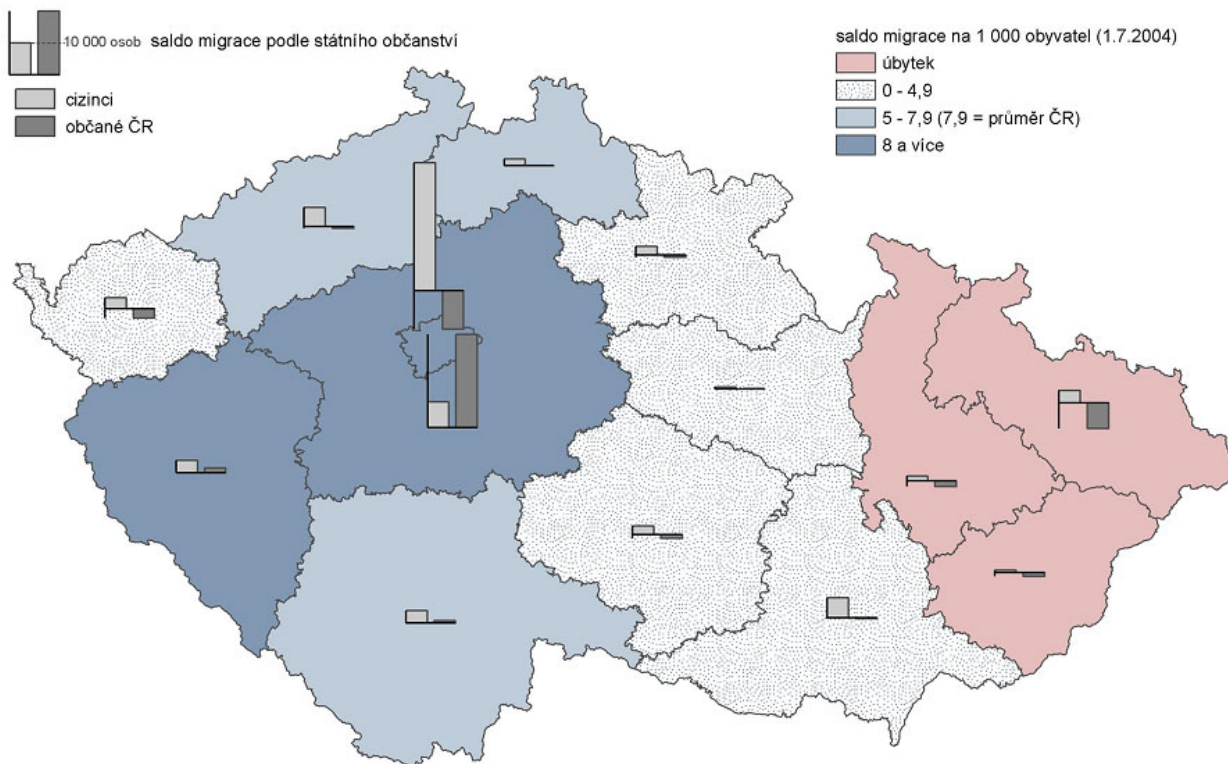 10 000 osob saldo migrace podle státního občanství
cizinci
občané ČR
saldo migrace na 1 000 obyvatel (1.7.2004)
úbytek
0 - 4,9
5 - 7,9 (7,9 = průměr ČR)
8 a více